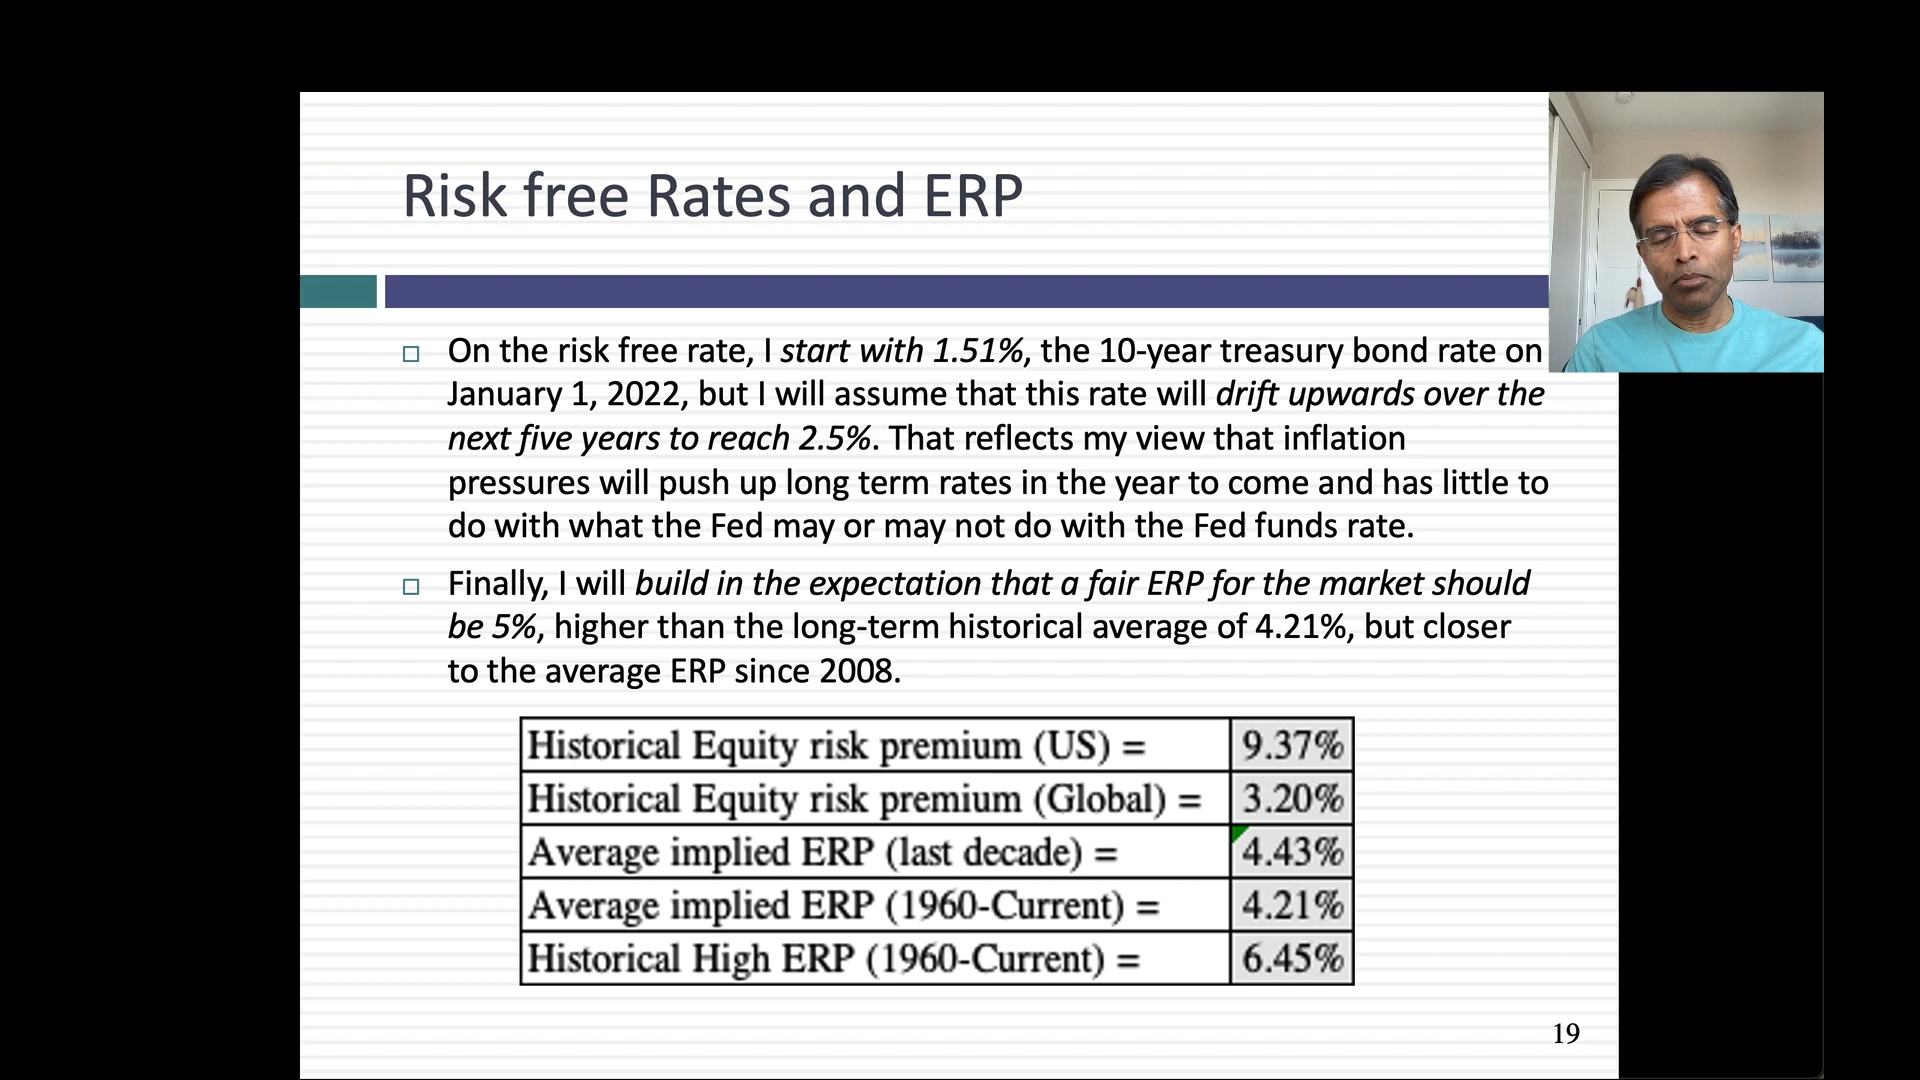 Risk free Rates and ERP
On the risk free rate, I start with 1.51%, the 10-year treasury bond rate on
January 1, 2022, but I will assume that this rate will drift upwards over the
next five years to reach 2.5%. That reflects my view that inflation
pressures will push up long term rates in the year to come and has little to
do with what the Fed may or may not do with the Fed funds rate.
Finally, I will build in the expectation that a fair ERP for the market should
be 5%, higher than the long-term historical average of 4.21%, but closer
to the average ERP since 2008.
Historical Equity risk premium (US) = 9.37%
Historical Equity risk premium (Global) = 3.20%
Average implied ERP (last decade) = 4.43%
Average implied ERP (1960-Current) = 4.21%
Historical High ERP (1960-Current) = 6.45%
19